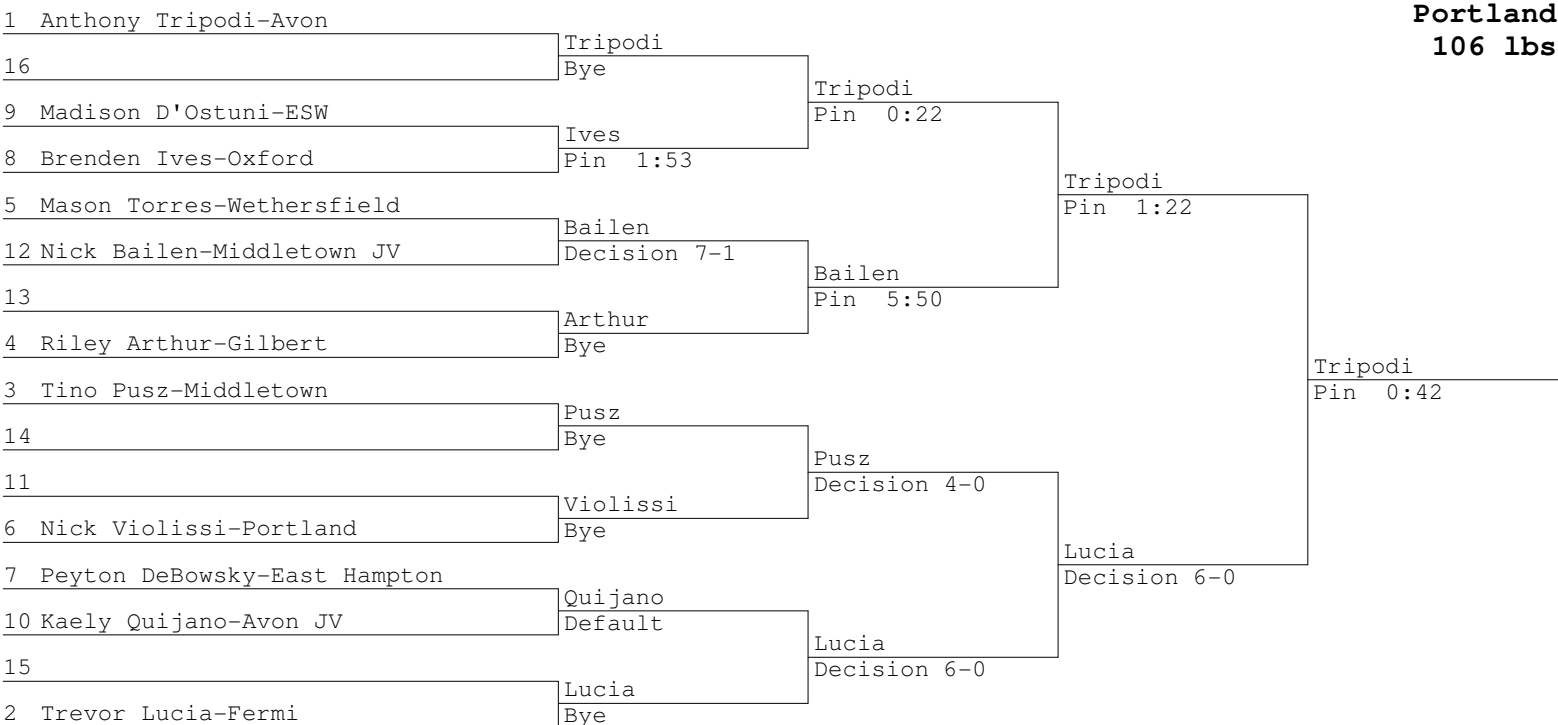 Portland
106 lbs
1 Anthony Tripodi-Avon
16
9 Madison D'Ostuni-ESW
8 Brenden Ives-Oxford
5 Mason Torres-Wethersfield
12 Nick Bailen-Middletown JV
13
4 Riley Arthur-Gilbert
3 Tino Pusz-Middletown
14
11
6 Nick Violissi-Portland
7 Peyton DeBowsky-East Hampton
10 Kaely Quijano-Avon JV
15
2 Trevor Lucia-Fermi
Tripodi
Bye
Ives
Pin 1:53
Bailen
Decision 7-1
Arthur
Bye
Pusz
Bye
Violissi
Bye
Quijano
Default
Lucia
Bye
Tripodi
Pin 0:22
Bailen
Pin 5:50
Pusz
Decision 4-0
Lucia
Decision 6-0
Tripodi
Pin 1:22
Lucia
Decision 6-0
Tripodi
Pin 0:42